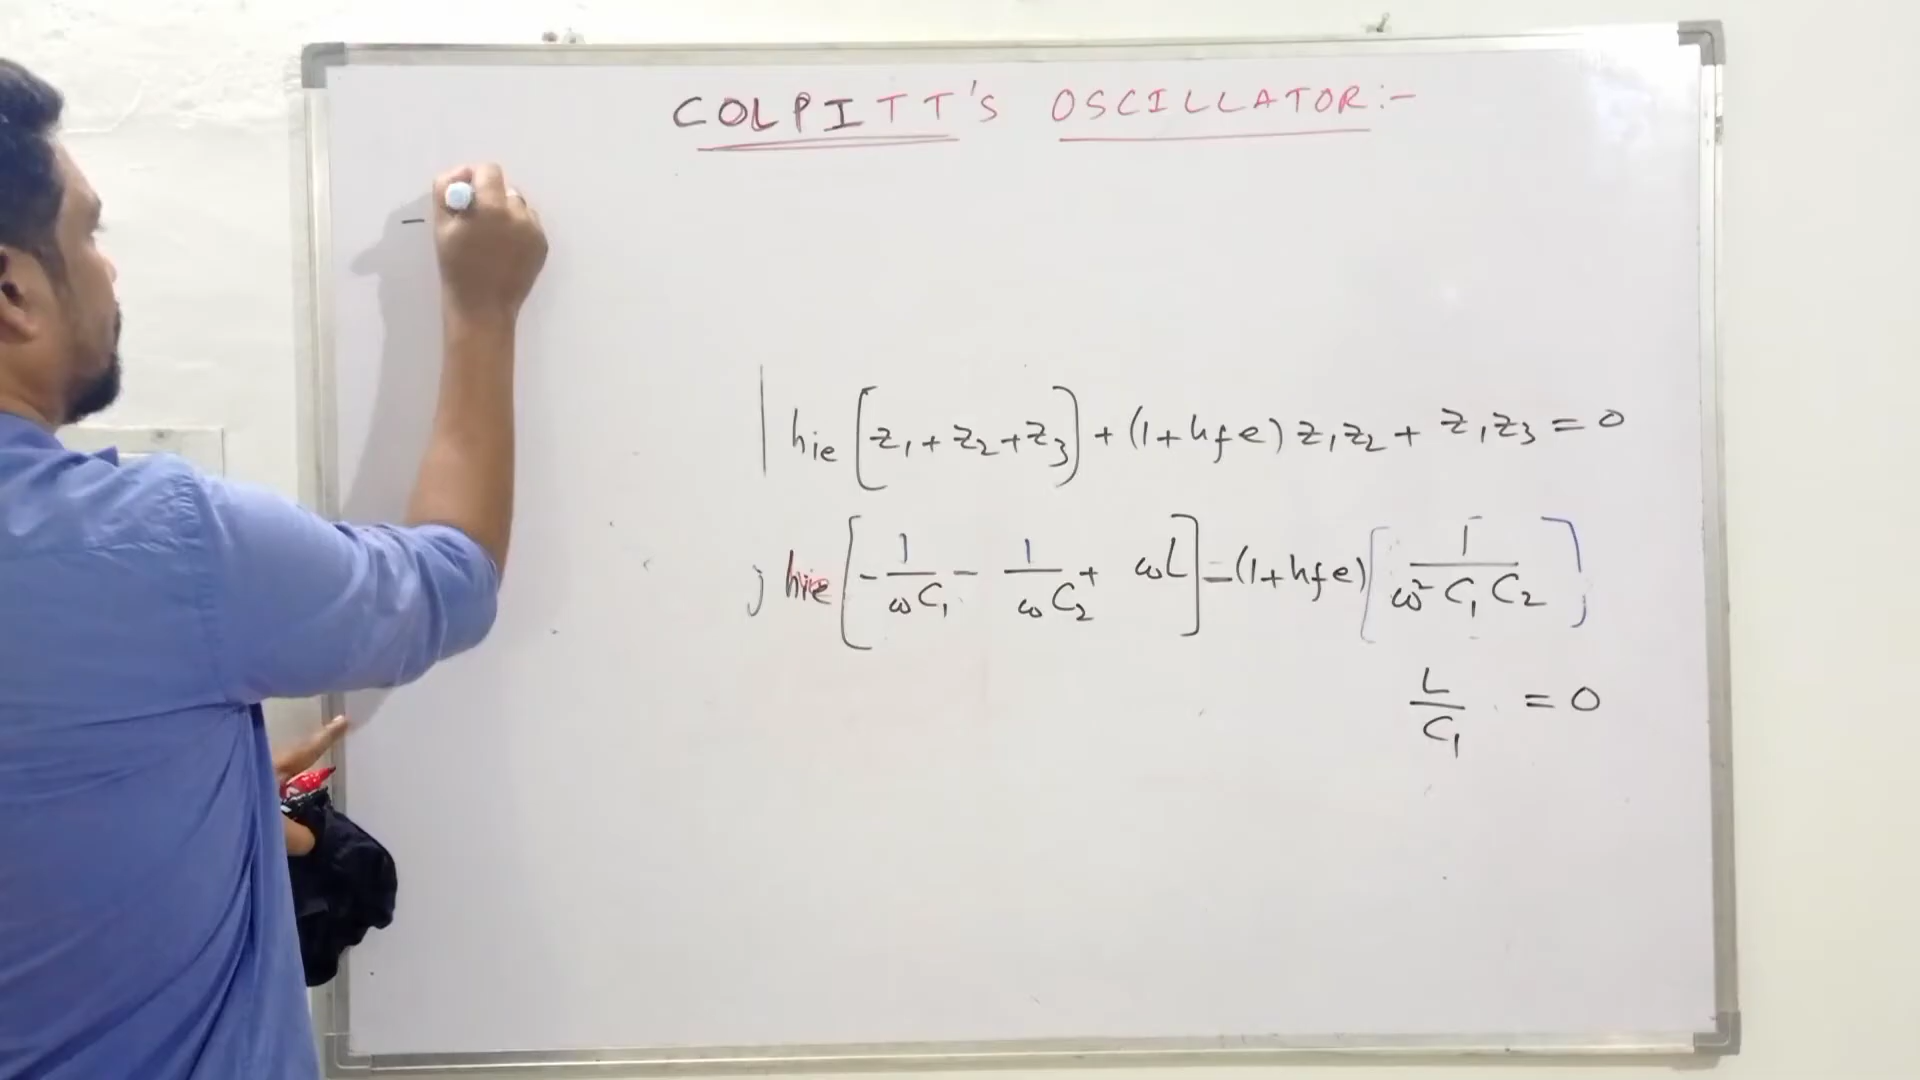 COLPITT'S OSCILLATOR:-
-
| hie [z₁ + z₂ + z₃] + (1+hfe) z₁z₂ + z₁z₃ = 0
j hie [-1/ωC₁ - 1/ωC₂ + ωL] - (1+hfe) [1/ω²C₁C₂]
L/C₁ = 0